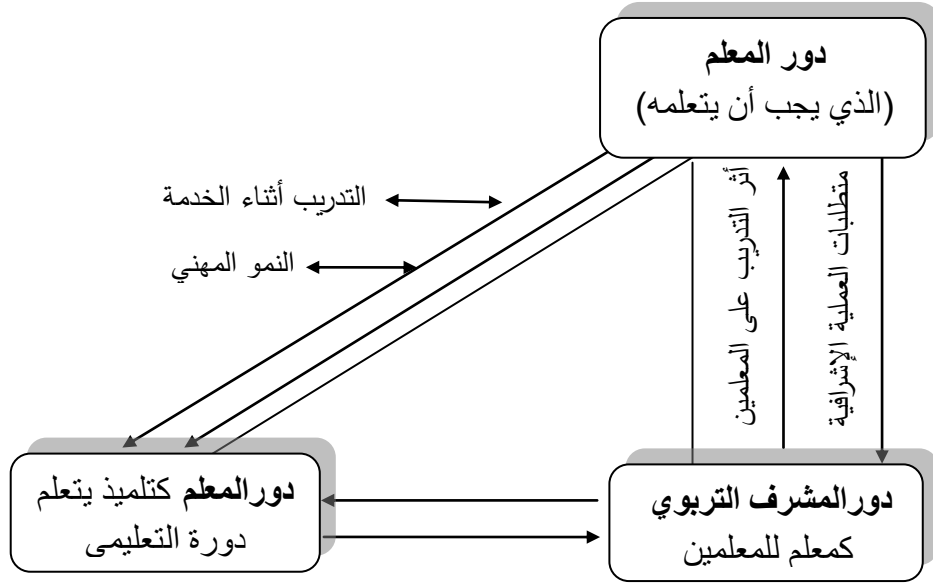 دور المعلم
(الذي يجب أن يتعلمه)
التدريب أثناء الخدمة
النمو المهني
متطلبات العملية الإشرافية
أثر التدريب على المعلمين
دورالمشرف التربوي
كمعلم للمعلمين
دورالمعلم كتلميذ يتعلم
دورة التعليمى